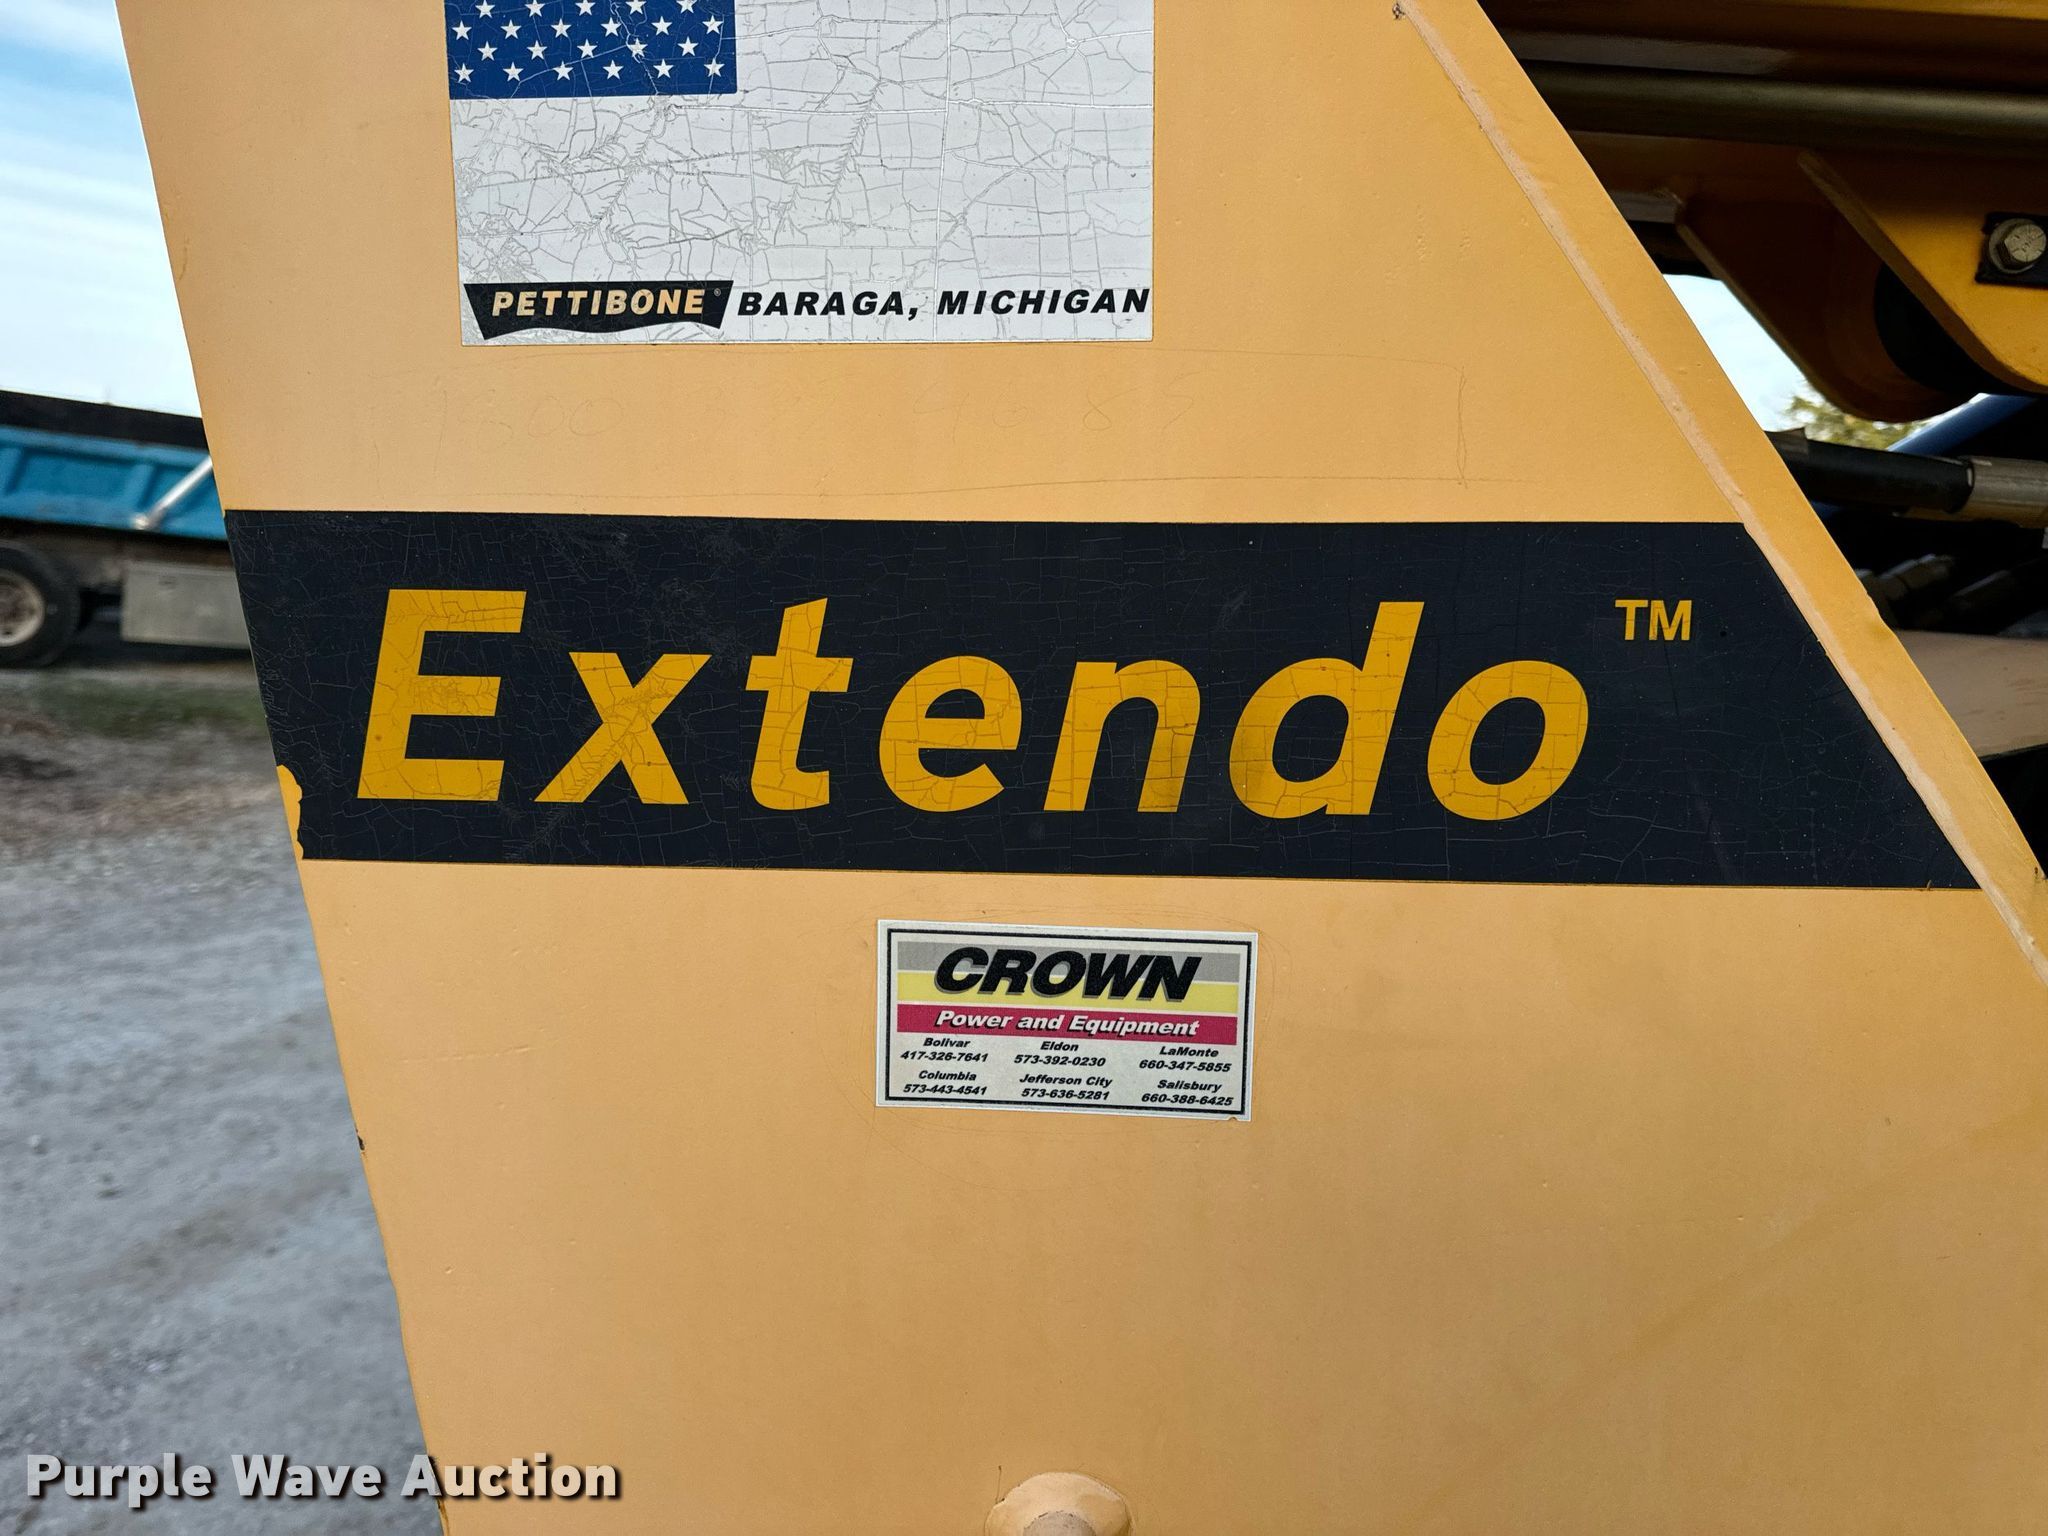 PETTIBONE® BARAGA, MICHIGAN
Extendo™
CROWN
Power and Equipment
Bolivar Eldon LaMonte
417-326-7641 573-392-0230 660-347-5855
Columbia Jefferson City Salisbury
573-443-4541 573-636-5281 660-388-6425
Purple Wave Auction